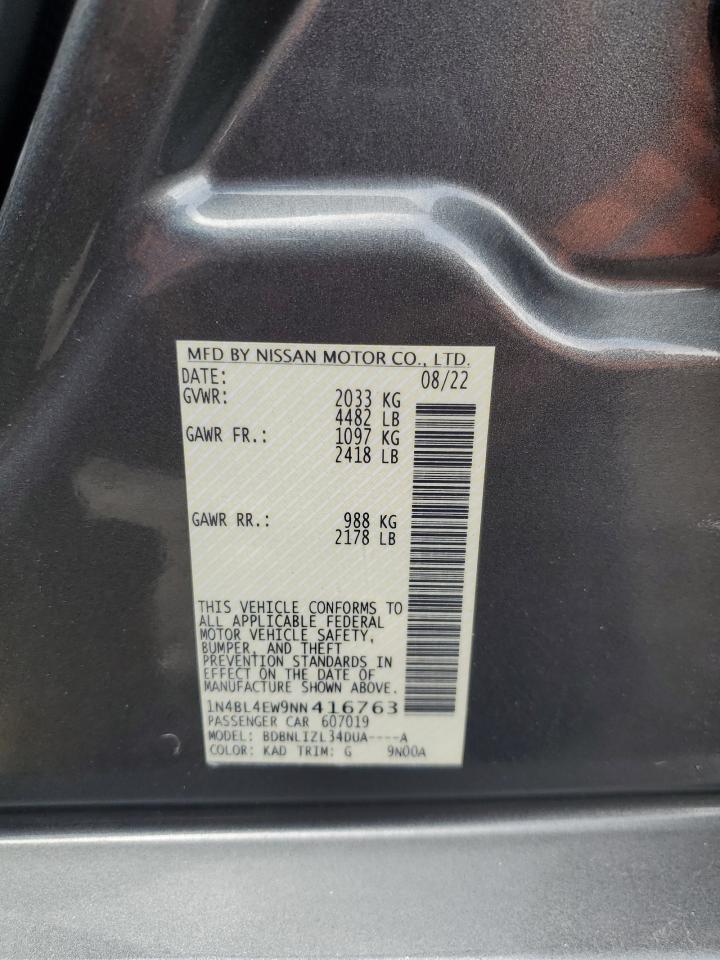 MFD BY NISSAN MOTOR CO., LTD.
DATE: 08/22
GVWR: 2033 KG
4482 LB
GAWR FR.: 1097 KG
2418 LB
GAWR RR.: 988 KG
2178 LB
THIS VEHICLE CONFORMS TO
ALL APPLICABLE FEDERAL
MOTOR VEHICLE SAFETY,
BUMPER, AND THEFT
PREVENTION STANDARDS IN
EFFECT ON THE DATE OF
MANUFACTURE SHOWN ABOVE.
1N4BL4EW9NN416763
PASSENGER CAR 607019
MODEL: BDBNLIZL34DUA----A
COLOR: KAD TRIM: G 9N00A